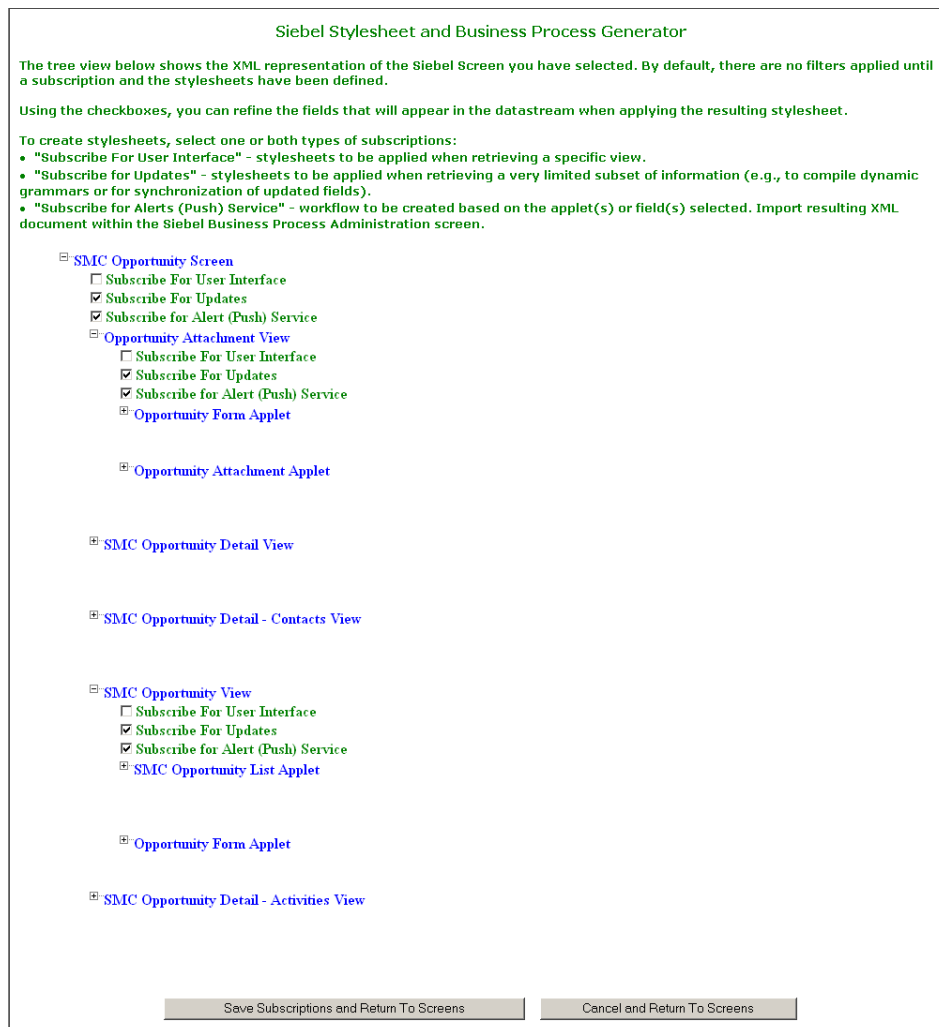 Siebel Stylesheet and Business Process Generator
The tree view below shows the XML representation of the Siebel Screen you have selected. By default, there are no filters applied until
a subscription and the stylesheets have been defined.
Using the checkboxes, you can refine the fields that will appear in the datastream when applying the resulting stylesheet.
To create stylesheets, select one or both types of subscriptions:
• "Subscribe For User Interface" - stylesheets to be applied when retrieving a specific view.
• "Subscribe for Updates" - stylesheets to be applied when retrieving a very limited subset of information (e.g., to compile dynamic
grammars or for synchronization of updated fields).
• "Subscribe for Alerts (Push) Service" - workflow to be created based on the applet(s) or field(s) selected. Import resulting XML
document within the Siebel Business Process Administration screen.
SMC Opportunity Screen
Subscribe For User Interface
Subscribe For Updates
Subscribe for Alert (Push) Service
Opportunity Attachment View
Subscribe For User Interface
Subscribe For Updates
Subscribe for Alert (Push) Service
Opportunity Form Applet
Opportunity Attachment Applet
SMC Opportunity Detail View
SMC Opportunity Detail - Contacts View
SMC Opportunity View
Subscribe For User Interface
Subscribe For Updates
Subscribe for Alert (Push) Service
SMC Opportunity List Applet
Opportunity Form Applet
SMC Opportunity Detail - Activities View
Save Subscriptions and Return To Screens Cancel and Return To Screens